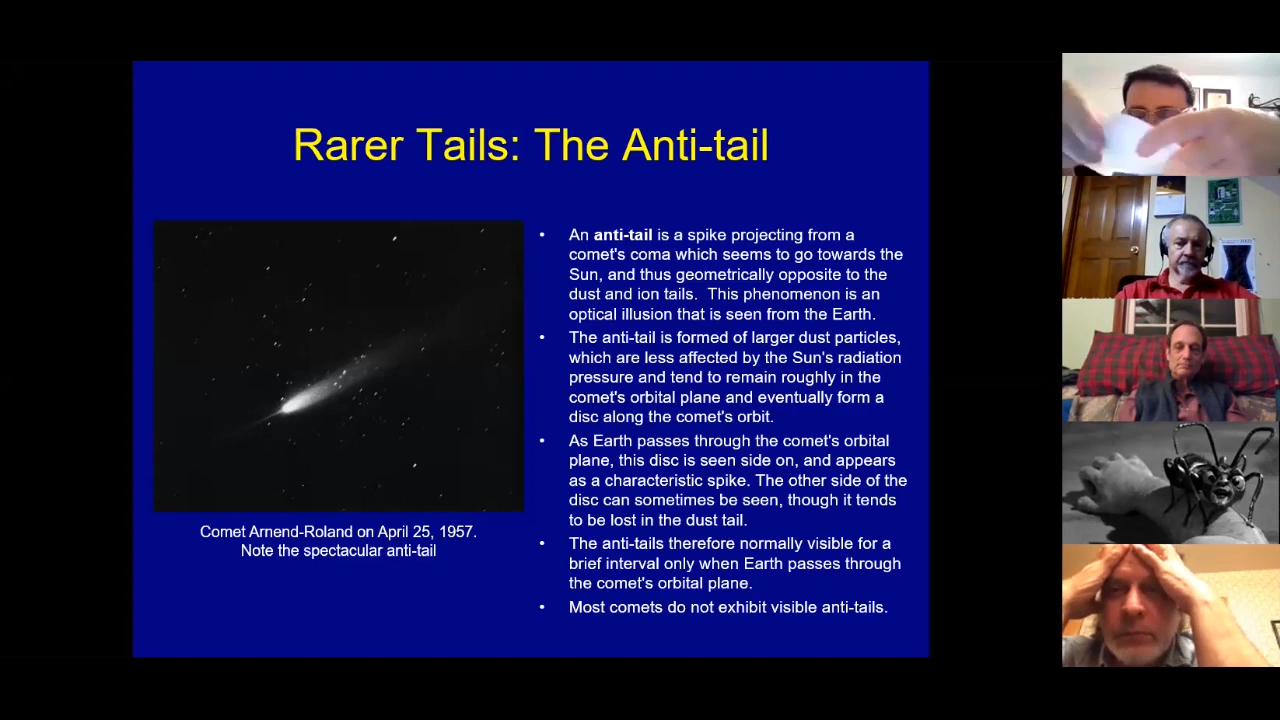 Rarer Tails: The Anti-tail
Comet Arnend-Roland on April 25, 1957.
Note the spectacular anti-tail
• An anti-tail is a spike projecting from a
comet's coma which seems to go towards the
Sun, and thus geometrically opposite to the
dust and ion tails.  This phenomenon is an
optical illusion that is seen from the Earth.
• The anti-tail is formed of larger dust particles,
which are less affected by the Sun's radiation
pressure and tend to remain roughly in the
comet's orbital plane and eventually form a
disc along the comet's orbit.
• As Earth passes through the comet's orbital
plane, this disc is seen side on, and appears
as a characteristic spike. The other side of the
disc can sometimes be seen, though it tends
to be lost in the dust tail.
• The anti-tails therefore normally visible for a
brief interval only when Earth passes through
the comet's orbital plane.
• Most comets do not exhibit visible anti-tails.